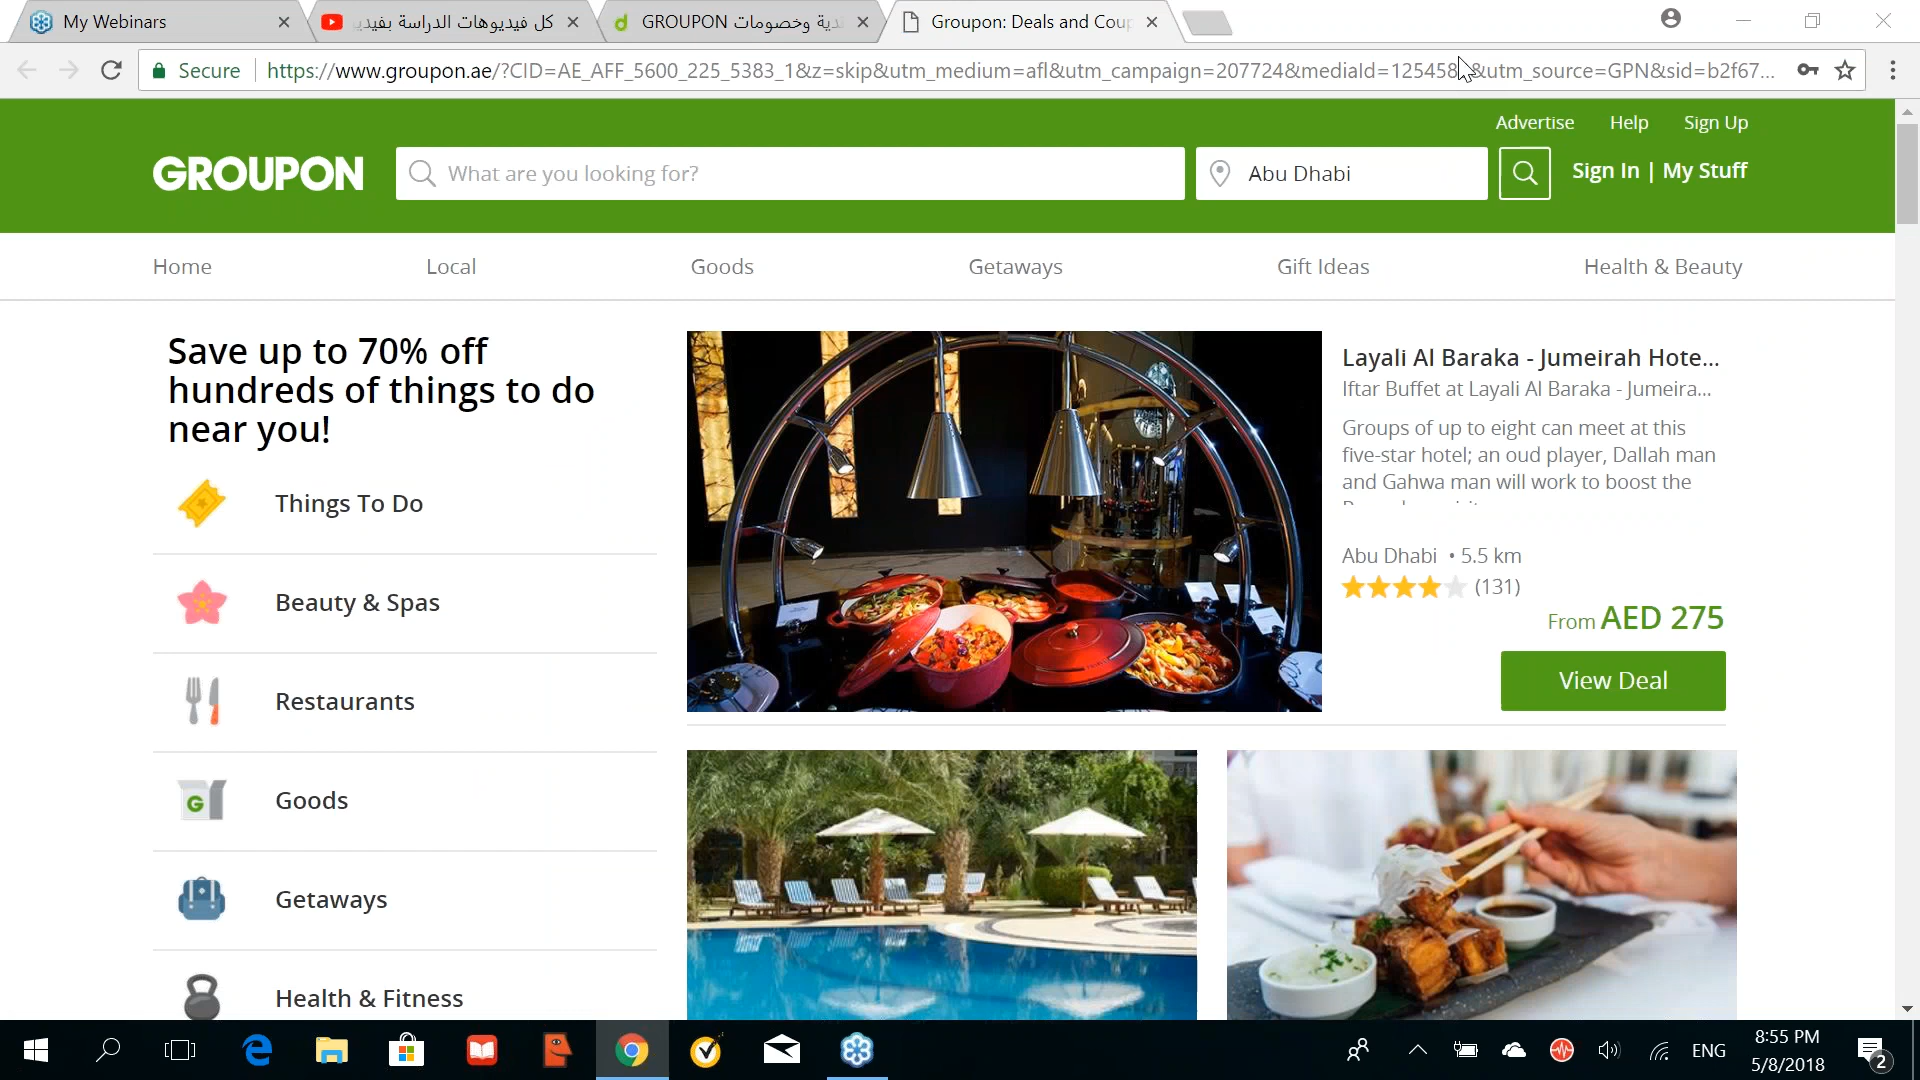 My Webinars
كل فيديوهات الدراسة بفيدي
GROUPON دية وخصومات
Groupon: Deals and Cou
Secure
https://www.groupon.ae/?CID=AE_AFF_5600_225_5383_1&z=skip&utm_medium=afl&utm_campaign=207724&mediaId=125458 &utm_source=GPN&sid=b2f67...
Advertise
Help
Sign Up
GROUPON
What are you looking for?
Abu Dhabi
Sign In | My Stuff
Home
Local
Goods
Getaways
Gift Ideas
Health & Beauty
Save up to 70% off
hundreds of things to do
near you!
Things To Do
Beauty & Spas
Restaurants
G
Goods
Getaways
Health & Fitness
Layali Al Baraka - Jumeirah Hote...
Iftar Buffet at Layali Al Baraka - Jumeira...
Groups of up to eight can meet at this
five-star hotel; an oud player, Dallah man
and Gahwa man will work to boost the
Abu Dhabi • 5.5 km
(131)
From AED 275
View Deal
ENG
8:55 PM
5/8/2018
2